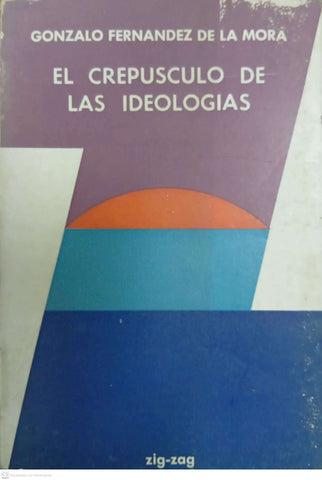 GONZALO FERNANDEZ DE LA MORA
EL CREPUSCULO DE
LAS IDEOLOGIAS
zig-zag